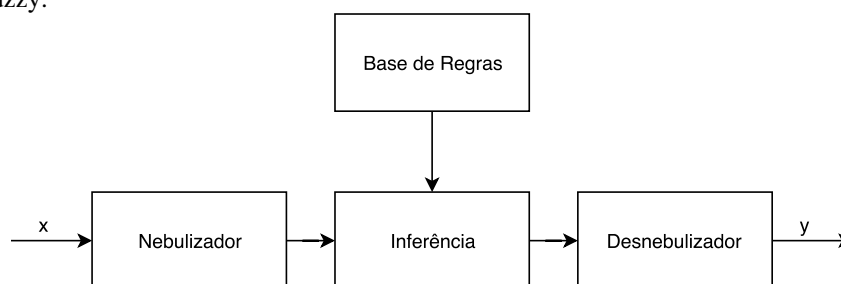 Base de Regras
x
Nebulizador
Inferência
Desnebulizador
y